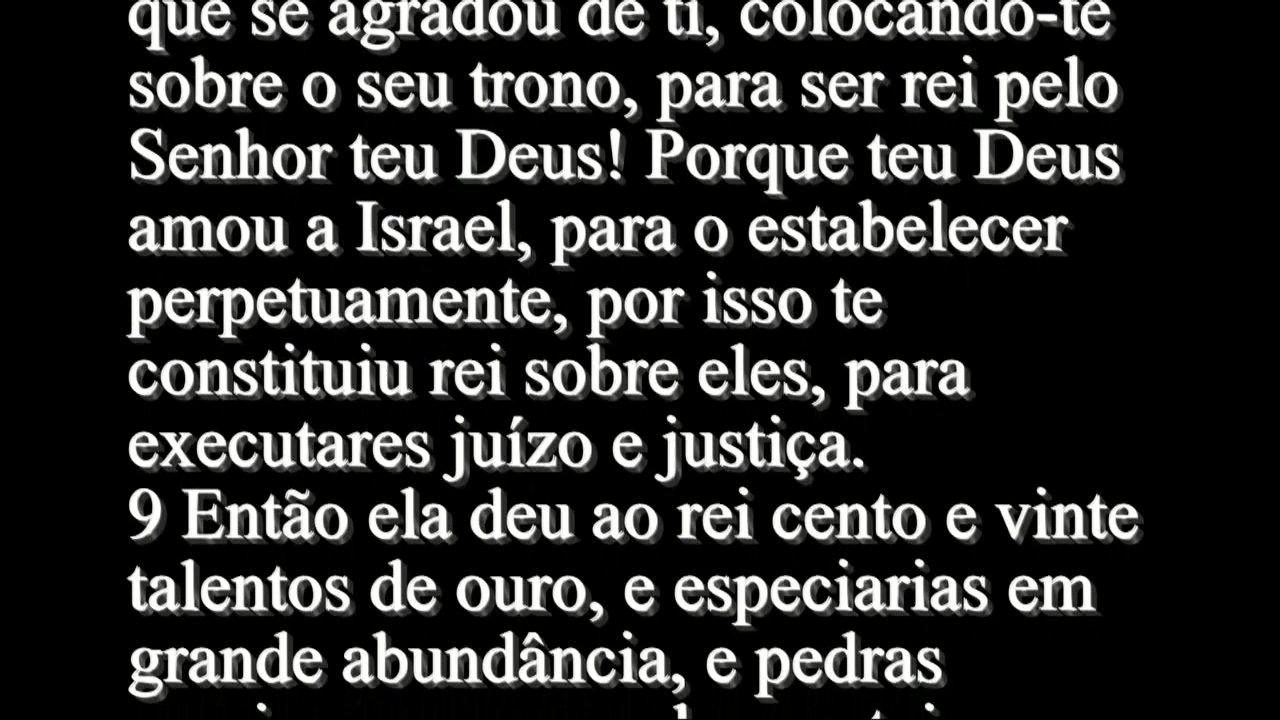 que se agradou de ti, colocando-te
sobre o seu trono, para ser rei pelo
Senhor teu Deus! Porque teu Deus
amou a Israel, para o estabelecer
perpetuamente, por isso te
constituiu rei sobre eles, para
executares juízo e justiça.
9 Então ela deu ao rei cento e vinte
talentos de ouro, e especiarias em
grande abundância, e pedras